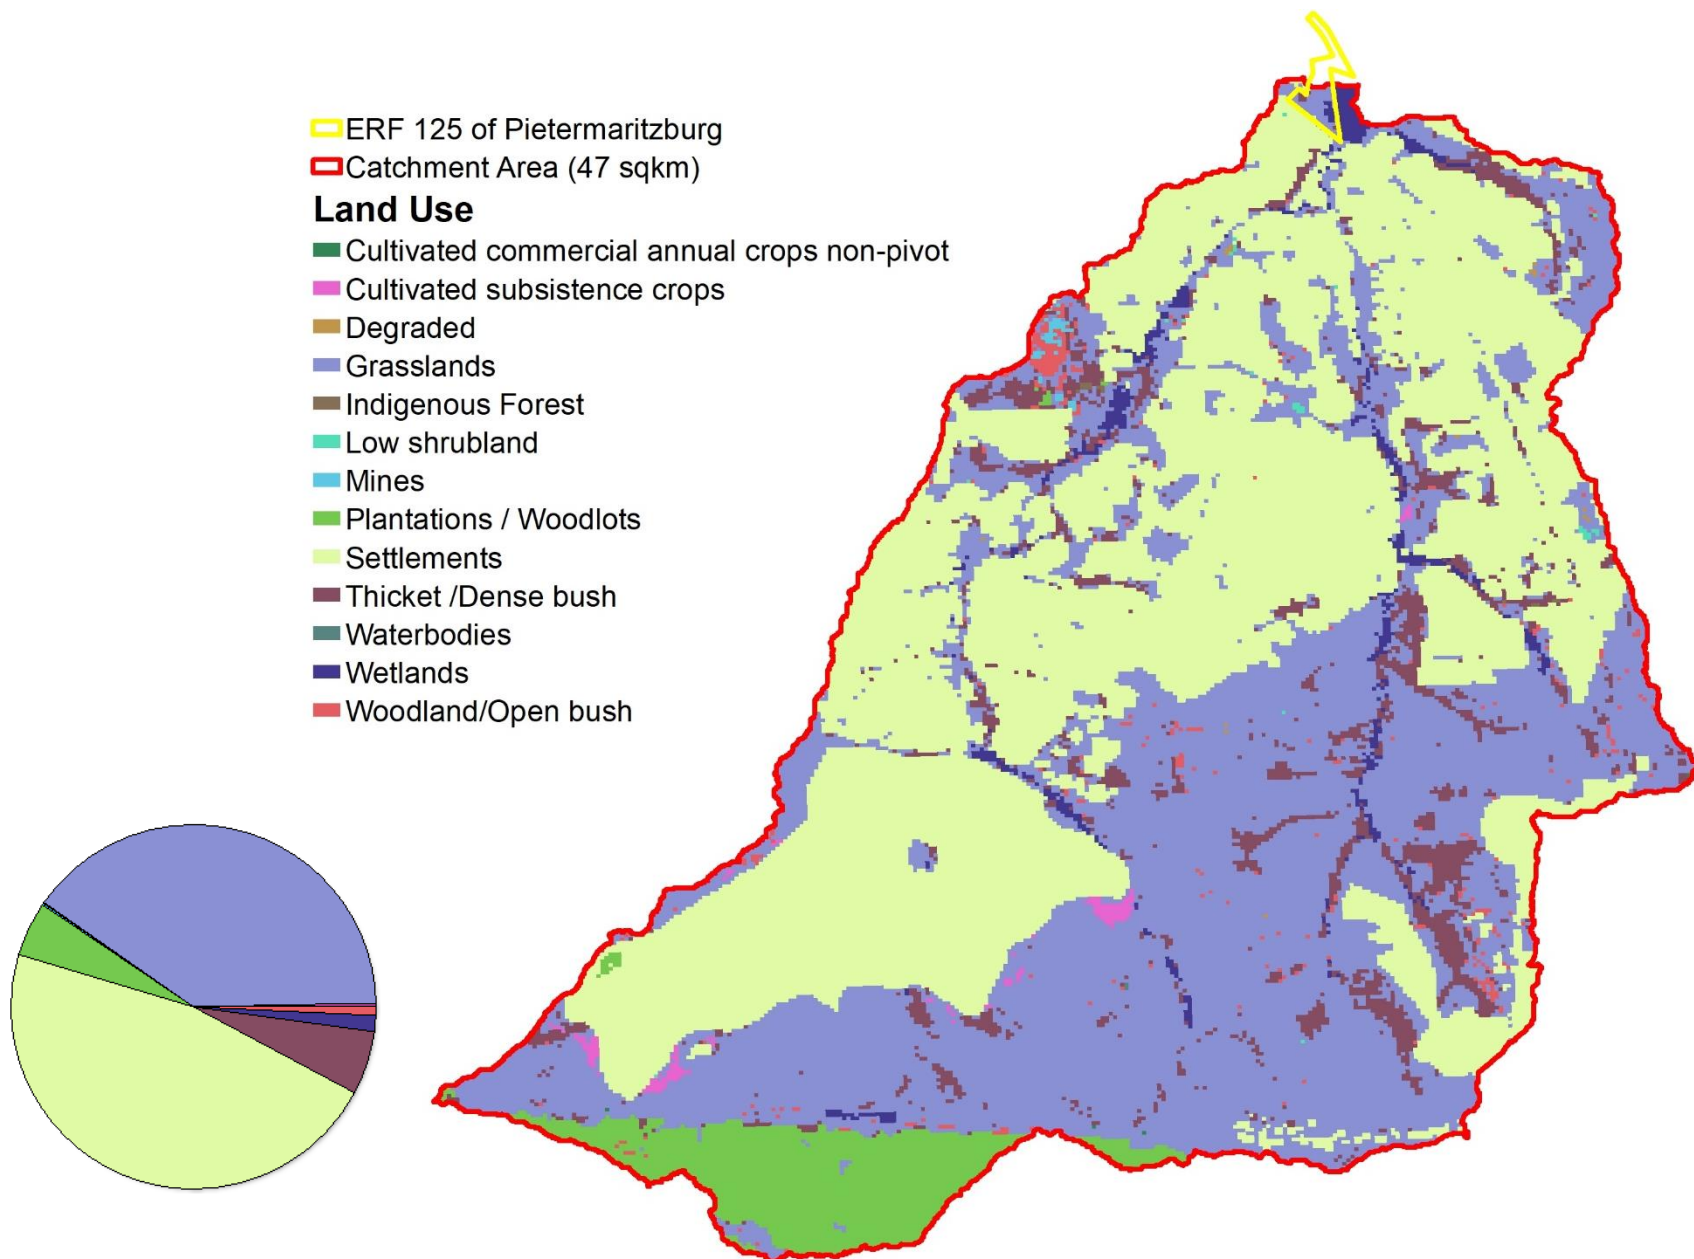 ERF 125 of Pietermaritzburg
Catchment Area (47 sqkm)
Land Use
Cultivated commercial annual crops non-pivot
Cultivated subsistence crops
Degraded
Grasslands
Indigenous Forest
Low shrubland
Mines
Plantations / Woodlots
Settlements
Thicket /Dense bush
Waterbodies
Wetlands
Woodland/Open bush